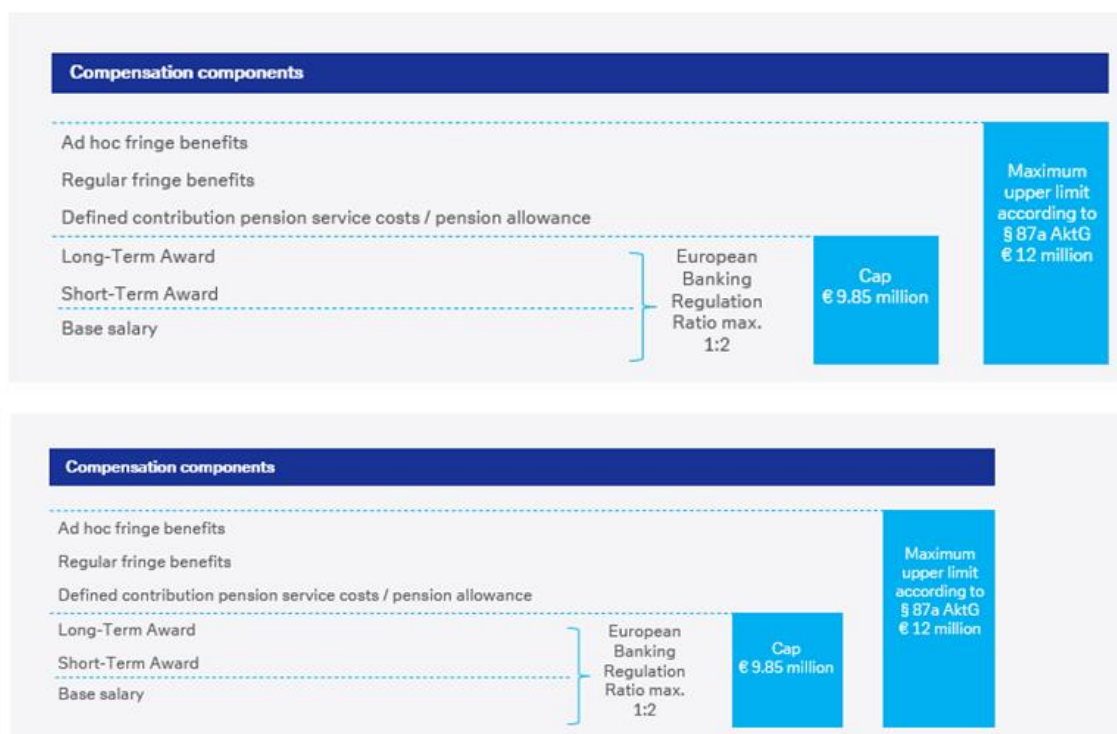 Compensation components
Ad hoc fringe benefits
Regular fringe benefits
Defined contribution pension service costs / pension allowance
Long-Term Award
Short-Term Award
Base salary
European
Banking
Regulation
Ratio max.
1:2
Cap
€ 9.85 million
Maximum
upper limit
according to
§ 87a AktG
€ 12 million
Compensation components
Ad hoc fringe benefits
Regular fringe benefits
Defined contribution pension service costs / pension allowance
Long-Term Award
Short-Term Award
Base salary
European
Banking
Regulation
Ratio max.
1:2
Cap
€ 9.85 million
Maximum
upper limit
according to
§ 87a AktG
€ 12 million